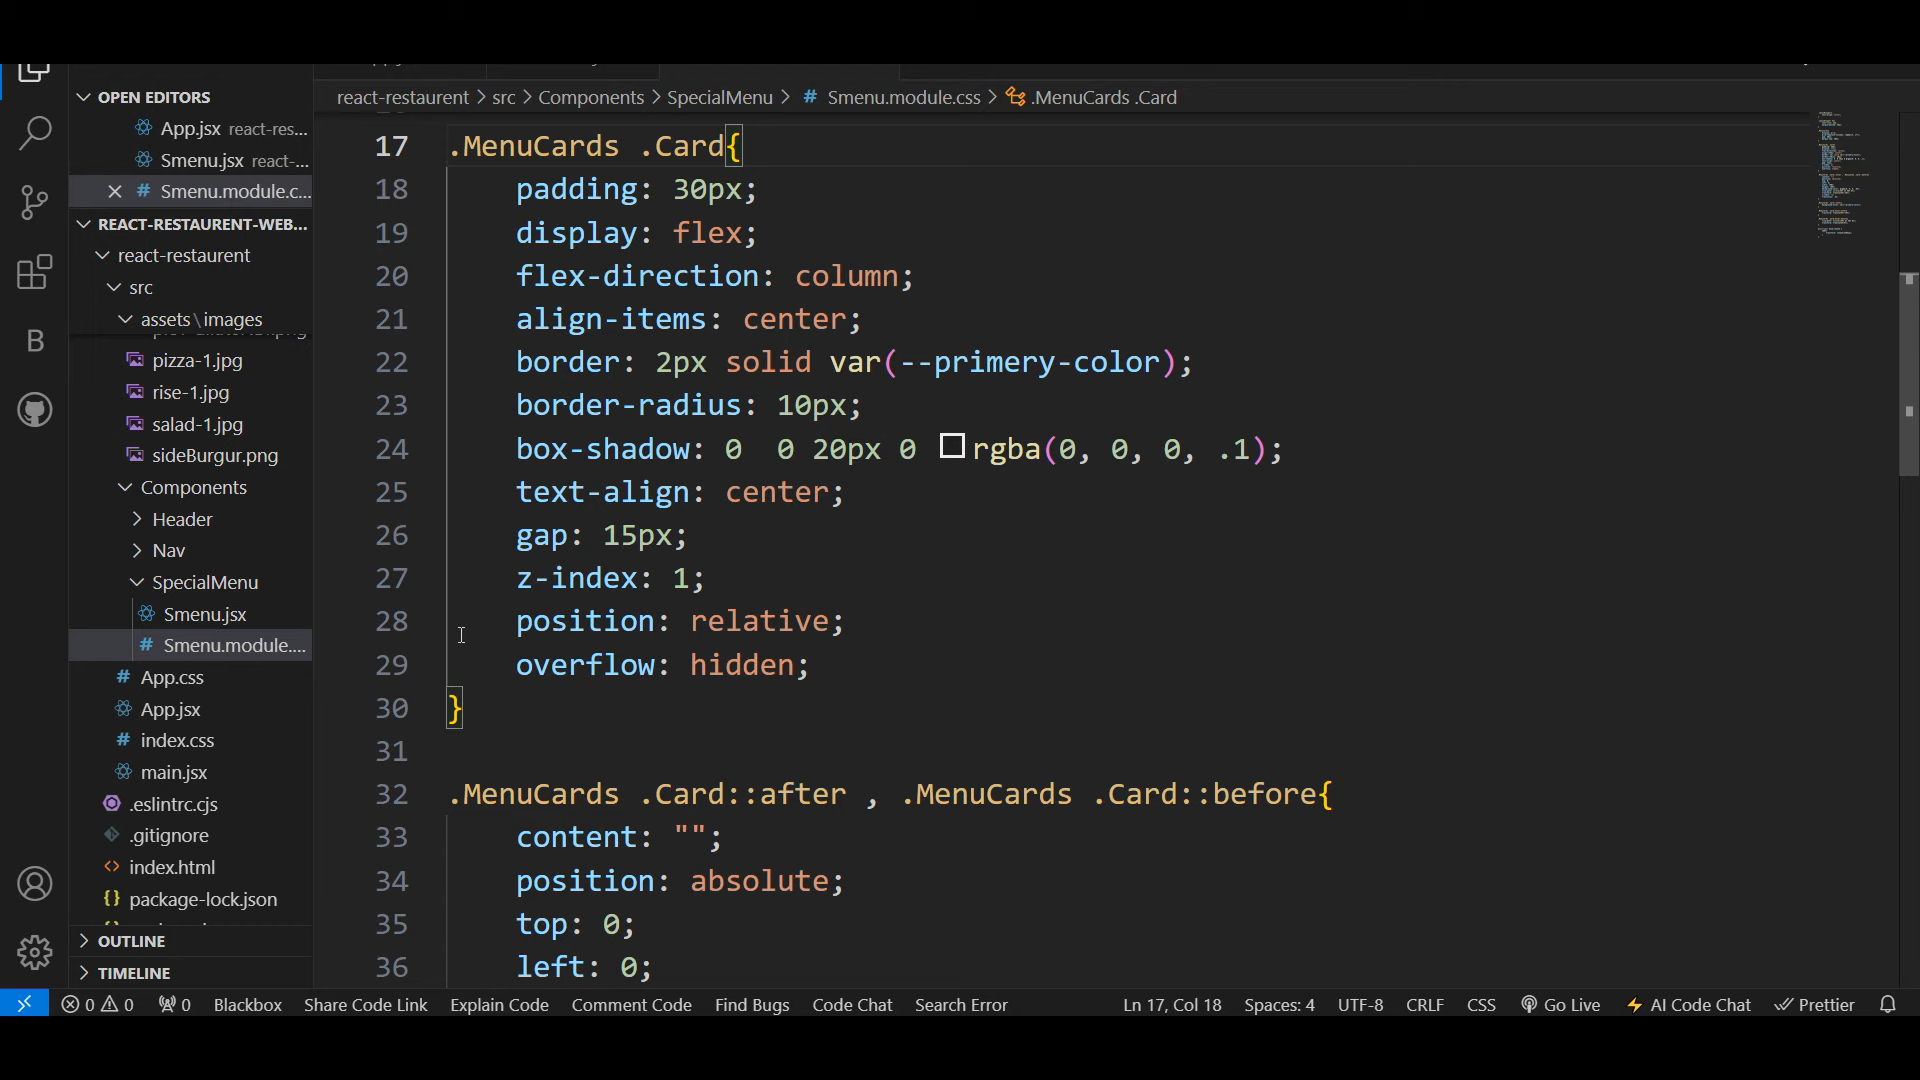 OPEN EDITORS
App.jsx react-res...
Smenu.jsx react-...
Smenu.module.c...
REACT-RESTAURENT-WEB...
react-restaurent
src
assets\images
pizza-1.jpg
rise-1.jpg
salad-1.jpg
sideBurgur.png
Components
Header
Nav
SpecialMenu
Smenu.jsx
# Smenu.module....
# App.css
App.jsx
# index.css
main.jsx
.eslintrc.cjs
.gitignore
<> index.html
{} package-lock.json
OUTLINE
TIMELINE
B
react-restaurent > src > Components > SpecialMenu > # Smenu.module.css > .MenuCards .Card
17 .MenuCards .Card{
18 padding: 30px;
19 display: flex;
20 flex-direction: column;
21 align-items: center;
22 border: 2px solid var(--primery-color);
23 border-radius: 10px;
24 box-shadow: 0  0 20px 0 rgba(0, 0, 0, .1);
25 text-align: center;
26 gap: 15px;
27 z-index: 1;
28 position: relative;
29 overflow: hidden;
30 }
31
32 .MenuCards .Card::after , .MenuCards .Card::before{
33 content: "";
34 position: absolute;
35 top: 0;
36 left: 0;
0 0 0 Blackbox Share Code Link Explain Code Comment Code Find Bugs Code Chat Search Error Ln 17, Col 18 Spaces: 4 UTF-8 CRLF CSS Go Live AI Code Chat Prettier